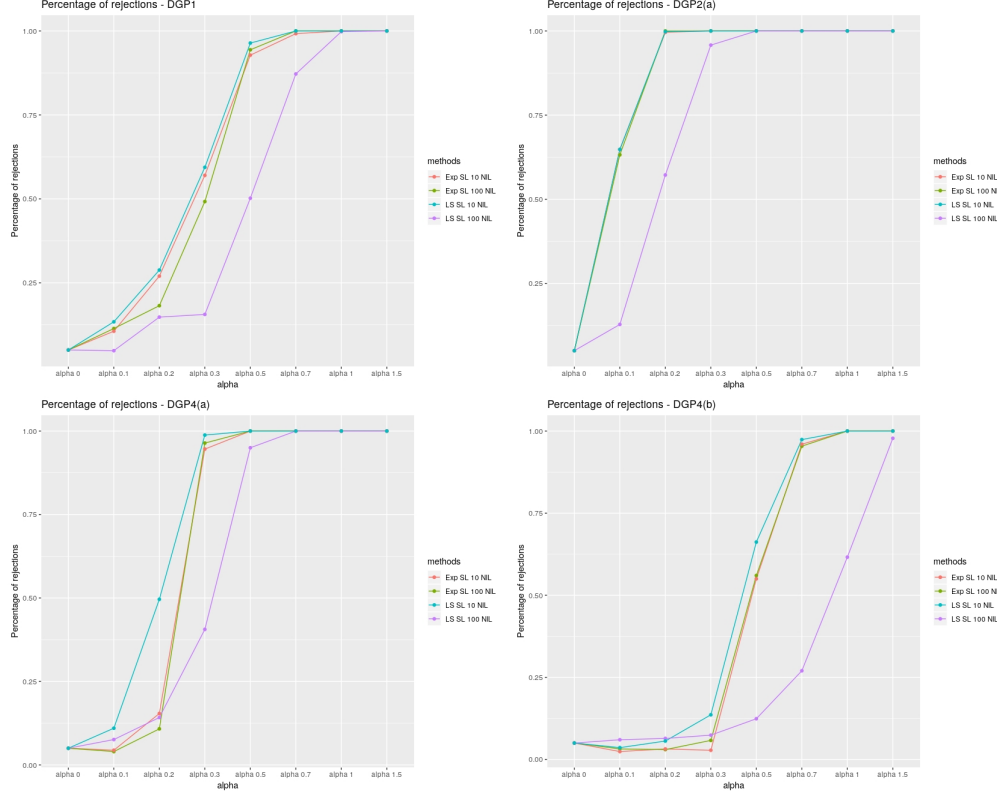 Percentage of rejections - DGP1
1.00
0.75
0.50
0.25
Percentage of rejections
alpha 0 alpha 0.1 alpha 0.2 alpha 0.3 alpha 0.5 alpha 0.7 alpha 1 alpha 1.5
alpha
methods
Exp SL 10 NIL
Exp SL 100 NIL
LS SL 10 NIL
LS SL 100 NIL
Percentage of rejections - DGP2(a)
1.00
0.75
0.50
0.25
Percentage of rejections
alpha 0 alpha 0.1 alpha 0.2 alpha 0.3 alpha 0.5 alpha 0.7 alpha 1 alpha 1.5
alpha
methods
Exp SL 10 NIL
Exp SL 100 NI
LS SL 10 NIL
LS SL 100 NIL
Percentage of rejections - DGP4(a)
1.00
0.75
0.50
0.25
0.00
Percentage of rejections
alpha 0 alpha 0.1 alpha 0.2 alpha 0.3 alpha 0.5 alpha 0.7 alpha 1 alpha 1.5
alpha
methods
Exp SL 10 NIL
Exp SL 100 NIL
LS SL 10 NIL
LS SL 100 NIL
Percentage of rejections - DGP4(b)
1.00
0.75
0.50
0.25
0.00
Percentage of rejections
alpha 0 alpha 0.1 alpha 0.2 alpha 0.3 alpha 0.5 alpha 0.7 alpha 1 alpha 1.5
alpha
methods
Exp SL 10 NIL
Exp SL 100 NI
LS SL 10 NIL
LS SL 100 NIL